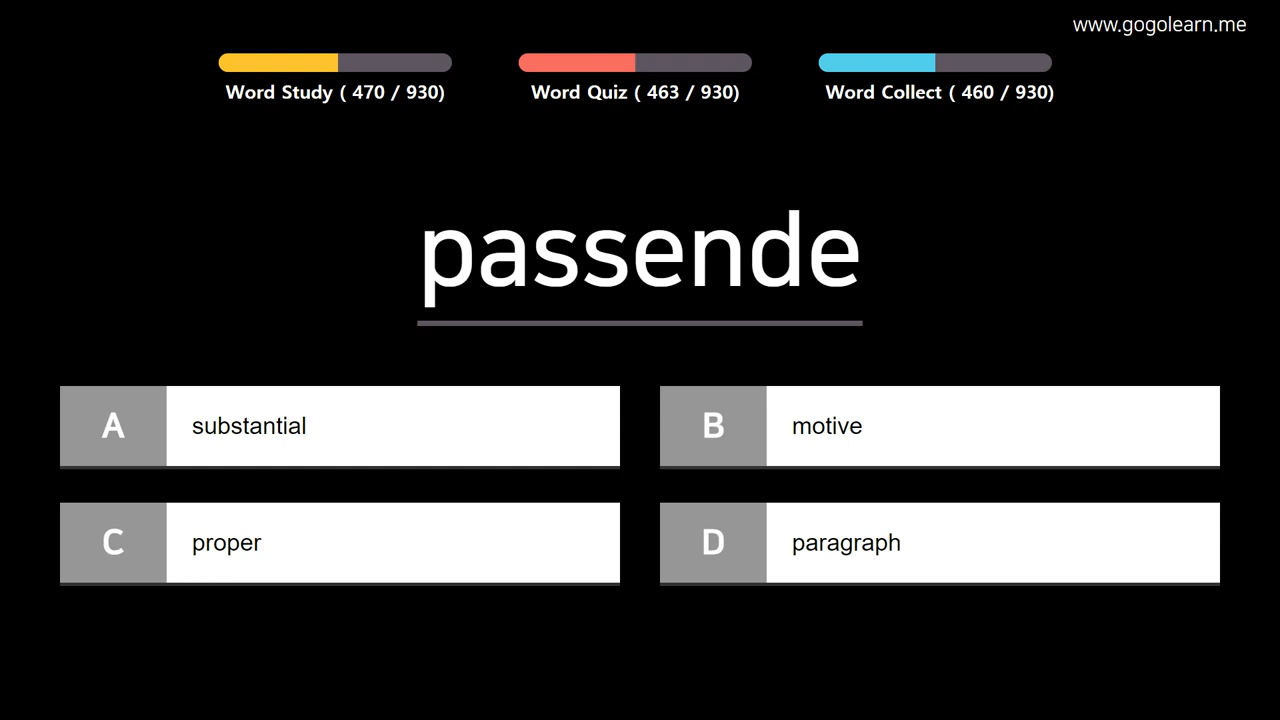 www.gogolearn.me
Word Study ( 470 / 930)
Word Quiz ( 463 / 930)
Word Collect ( 460 / 930)
passende
A substantial
B motive
C proper
D paragraph